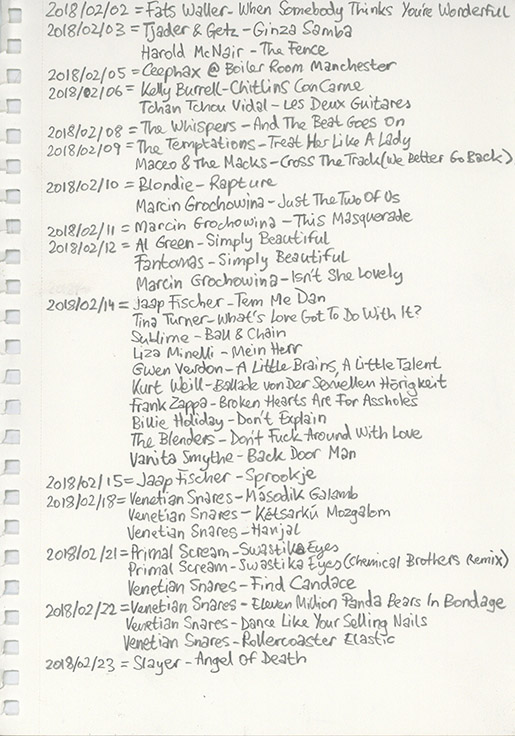 2018/02/02 = Fats Waller - When Somebody Thinks You're Wonderful
2018/02/03 = Tjader & Getz - Ginza Samba
Harold McNair - The Fence
2018/02/05 = Ceephax @ Boiler Room Manchester
2018/02/06 = Kelly Burrell - Chitlins Con Carne
Tchan Tchou Vidal - Les Deux Guitares
2018/02/08 = The Whispers - And The Beat Goes On
2018/02/09 = The Temptations - Treat Her Like A Lady
Maceo & The Macks - Cross The Track (We Better Go Back)
2018/02/10 = Blondie - Rapture
Marcin Grochowina - Just The Two Of Us
2018/02/11 = Marcin Grochowina - This Masquerade
2018/02/12 = Al Green - Simply Beautiful
Fantomas - Simply Beautiful
Marcin Grochowina - Isn't She Lovely
2018/02/14 = Jaap Fischer - Tem Me Dan
Tina Turner - What's Love Got To Do With It?
Sublime - Ball & Chain
Liza Minelli - Mein Herr
Gwen Verdon - A Little Brains, A Little Talent
Kurt Weill - Ballade von Der Sexuellen Hörigkeit
Frank Zappa - Broken Hearts Are For Assholes
Billie Holiday - Don't Explain
The Blenders - Don't Fuck Around With Love
Vanita Smythe - Back Door Man
2018/02/15 = Jaap Fischer - Sprookje
2018/02/18 = Venetian Snares - Második Galamb
Venetian Snares - Kétsarkú Mozgalom
Venetian Snares - Hajnal
2018/02/21 = Primal Scream - Swastika Eyes
Primal Scream - Swastika Eyes (Chemical Brothers Remix)
Venetian Snares - Find Candace
2018/02/22 = Venetian Snares - Eleven Million Panda Bears In Bondage
Venetian Snares - Dance Like Your Selling Nails
Venetian Snares - Rollercoaster Elastic
2018/02/23 = Slayer - Angel Of Death